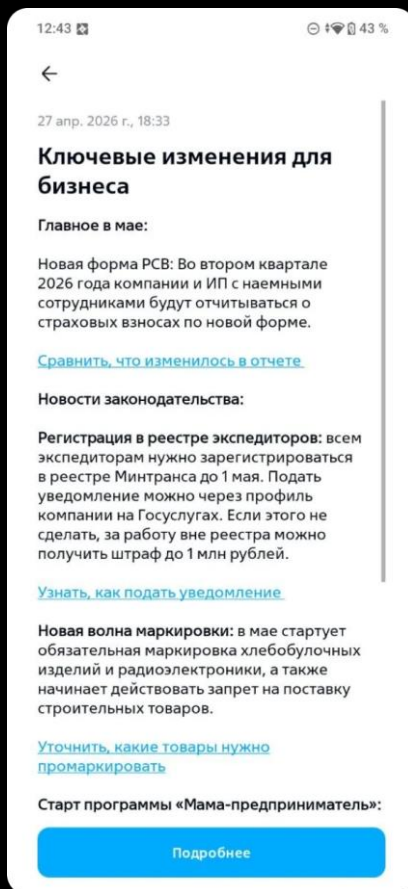 12:43
43 %
27 апр. 2026 г., 18:33
Ключевые изменения для
бизнеса
Главное в мае:
Новая форма РСВ: Во втором квартале
2026 года компании и ИП с наемными
сотрудниками будут отчитываться о
страховых взносах по новой форме.
Сравнить, что изменилось в отчете
Новости законодательства:
Регистрация в реестре экспедиторов: всем
экспедиторам нужно зарегистрироваться
в реестре Минтранса до 1 мая. Подать
уведомление можно через профиль
компании на Госуслугах. Если этого не
сделать, за работу вне реестра можно
получить штраф до 1 млн рублей.
Узнать, как подать уведомление
Новая волна маркировки: в мае стартует
обязательная маркировка хлебобулочных
изделий и радиоэлектроники, а также
начинает действовать запрет на поставку
строительных товаров.
Уточнить, какие товары нужно
промаркировать
Старт программы «Мама-предприниматель»:
Подробнее